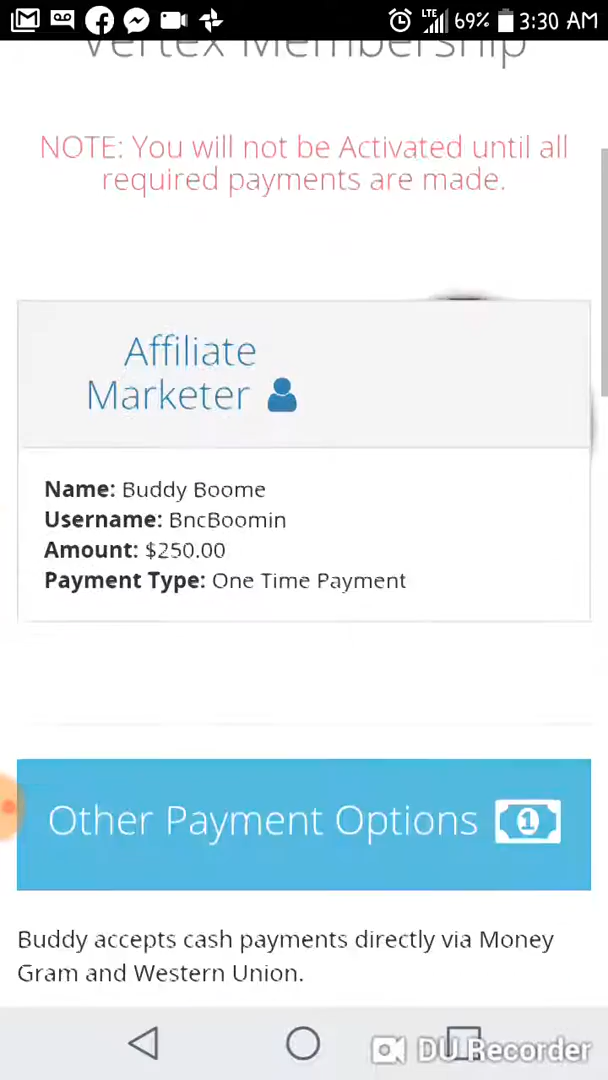 LTE 69% 3:30 AM
Vertex Membership
NOTE: You will not be Activated until all
required payments are made.
Affiliate
Marketer
Name: Buddy Boome
Username: BncBoomin
Amount: $250.00
Payment Type: One Time Payment
Other Payment Options 1
Buddy accepts cash payments directly via Money
Gram and Western Union.
DU Recorder